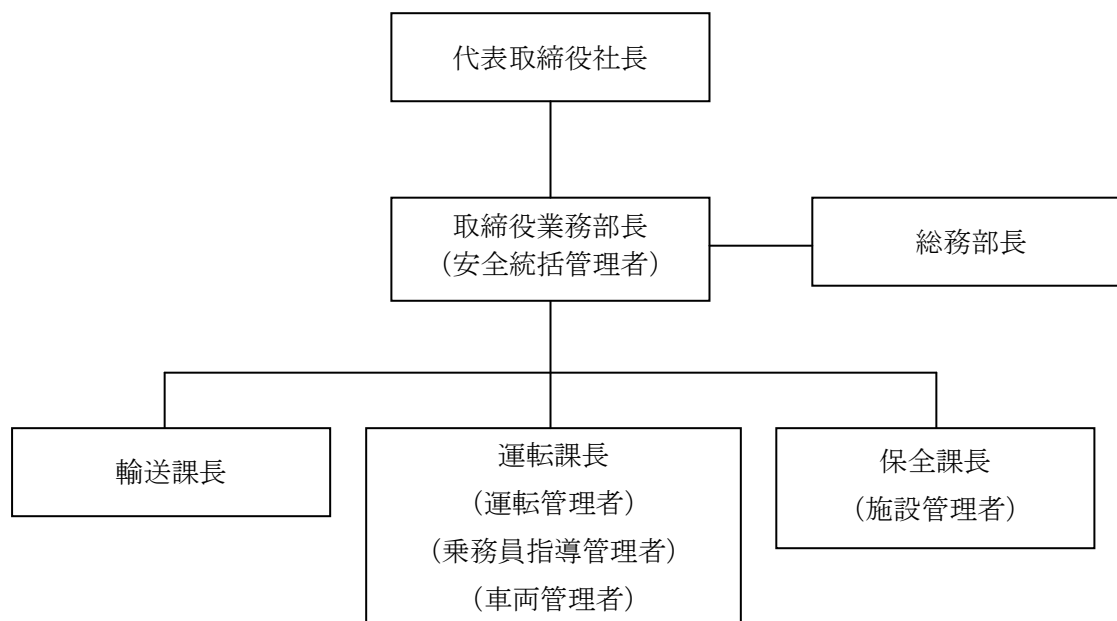 代表取締役社長
取締役業務部長
（安全統括管理者）
総務部長
輸送課長
運転課長
（運転管理者）
（乗務員指導管理者）
（車両管理者）
保全課長
（施設管理者）